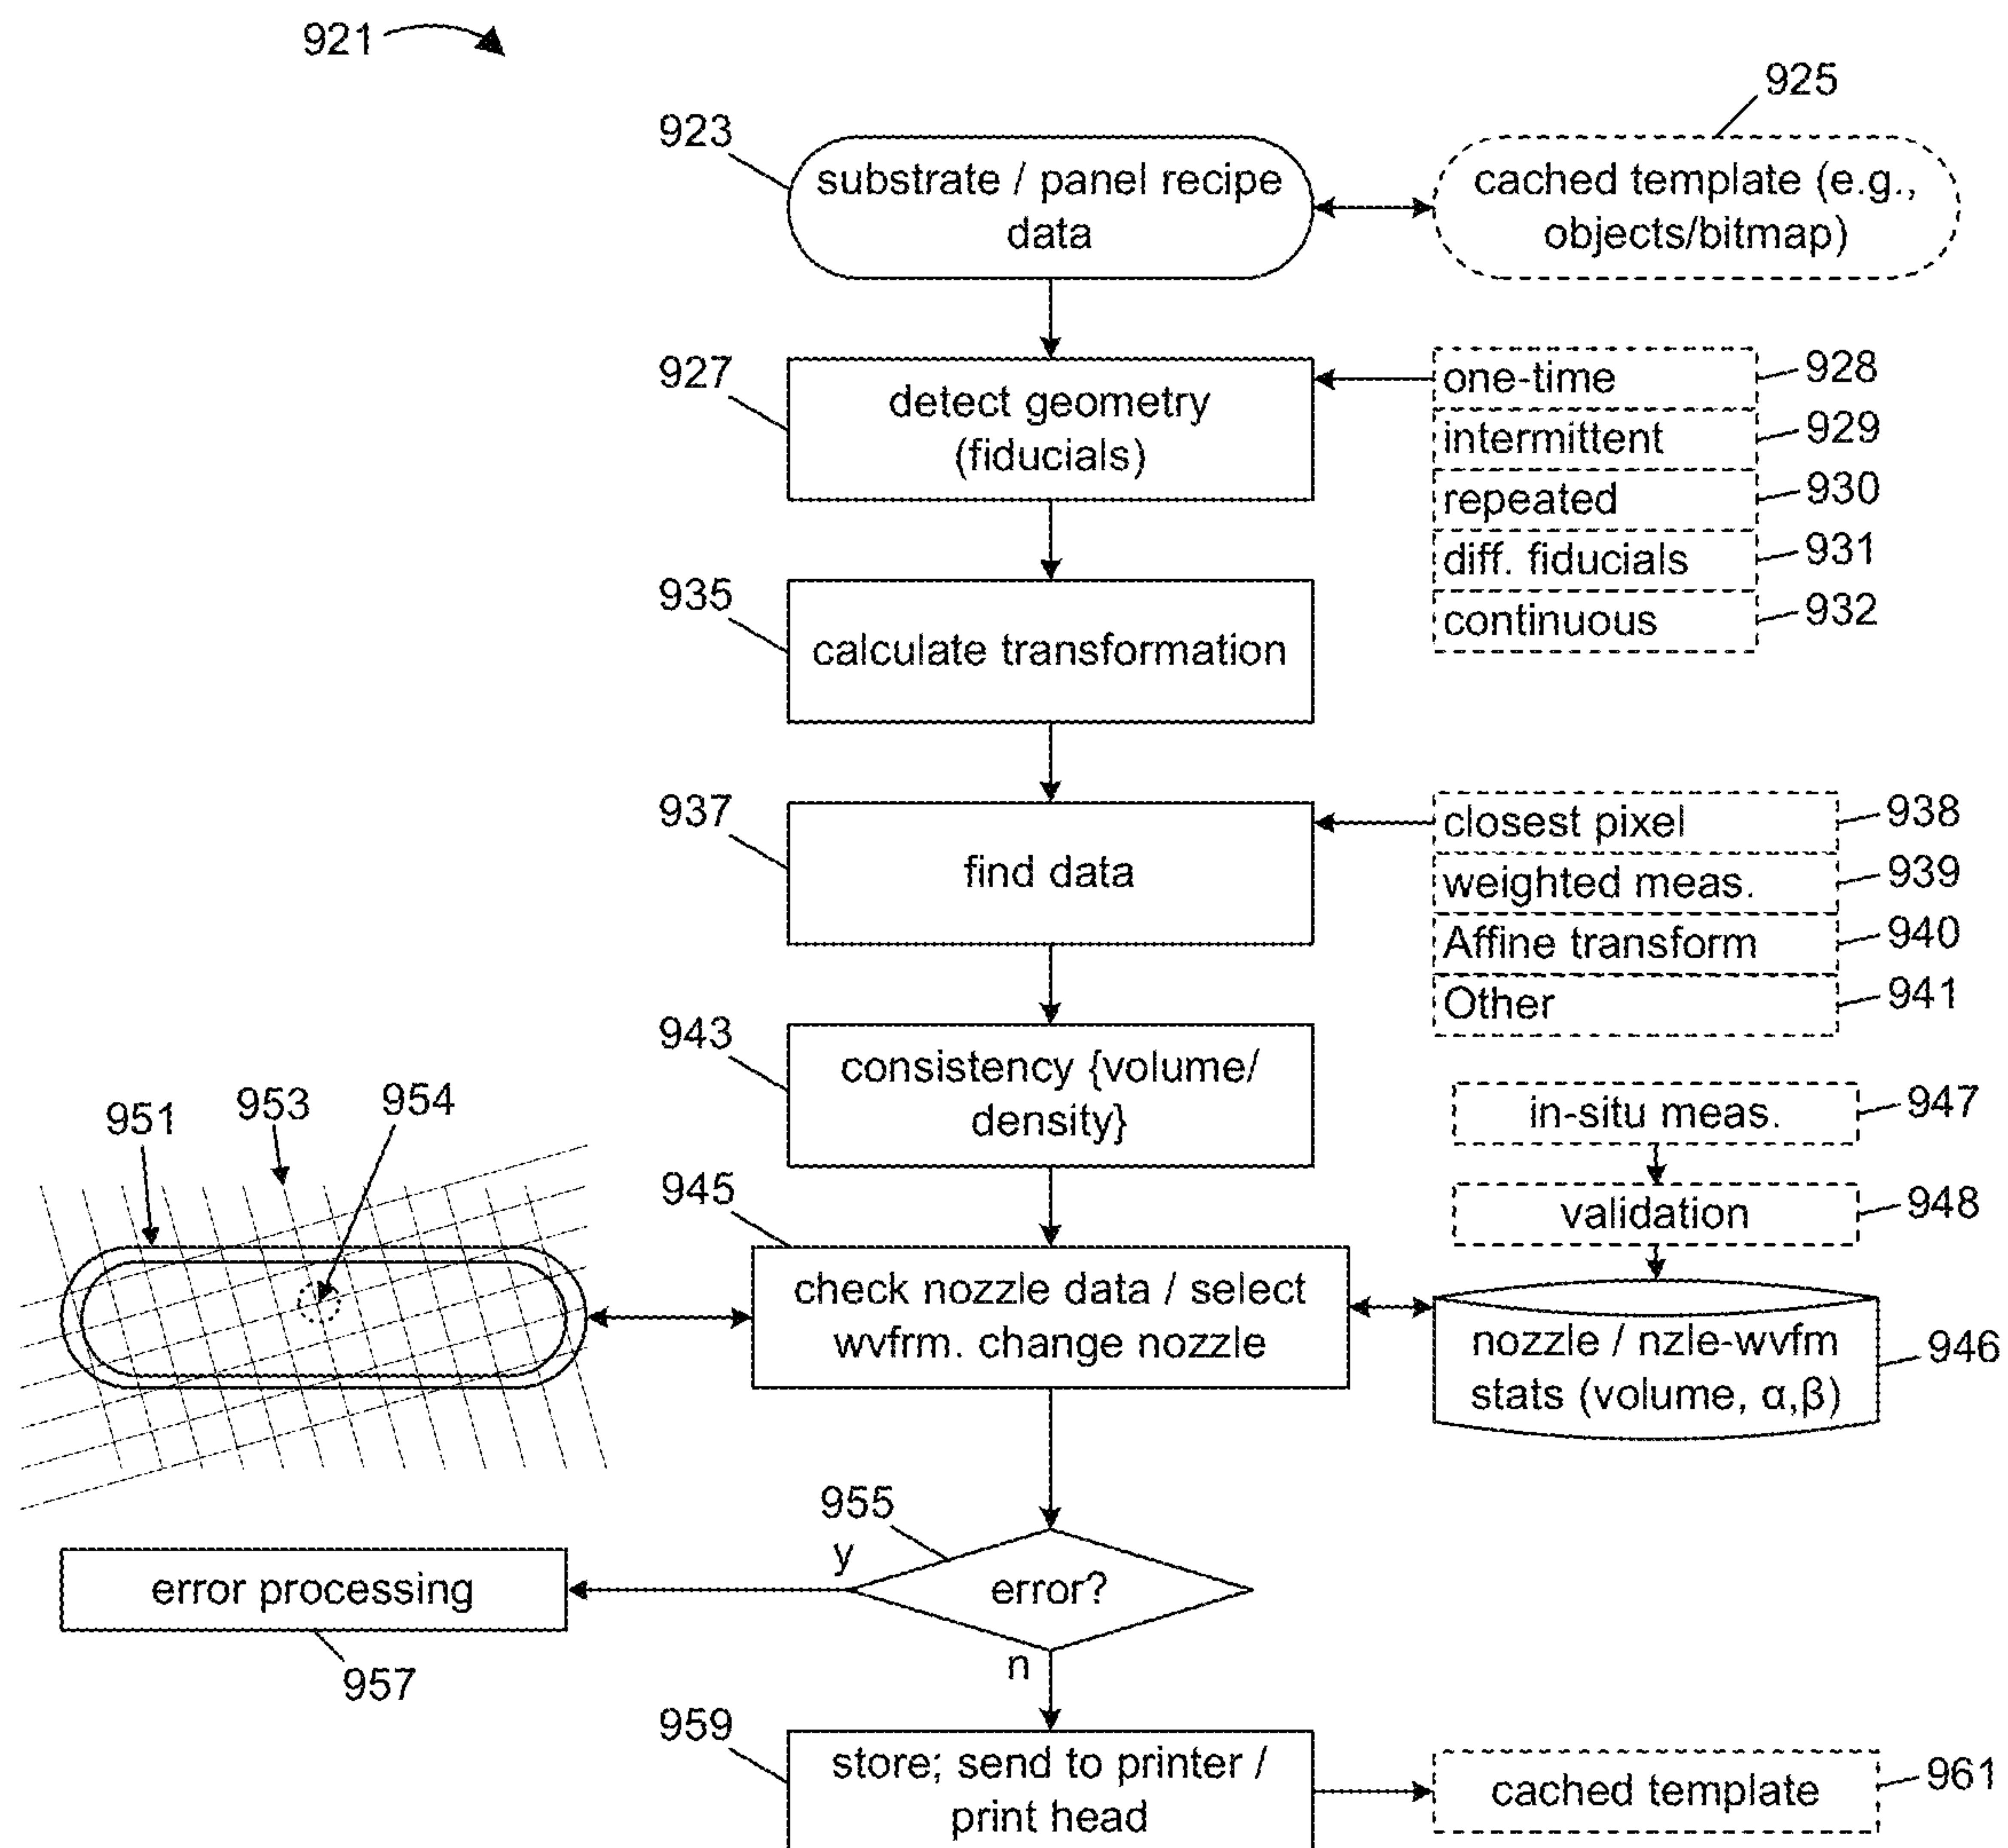 921
925
923
substrate / panel recipe
data
cached template (e.g.,
objects/bitmap)
927
detect geometry
(fiducials)
one-time
928
intermittent
929
repeated
930
diff. fiducials
931
continuous
932
935
calculate transformation
937
find data
closest pixel
938
weighted meas.
939
Affine transform
940
Other
941
943
consistency {volume/
density}
in-situ meas.
947
validation
948
951
953
954
945
check nozzle data / select
wvfrm. change nozzle
nozzle / nzle-wvfm
stats (volume, α,β)
946
955
y
error?
n
error processing
957
959
store; send to printer /
print head
cached template
961